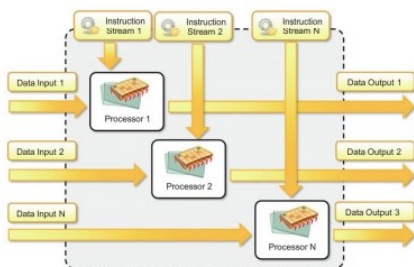 Instruction
Stream 1
Instruction
Stream 2
Instruction
Stream N
Data Input 1
Data Output 1
Processor 1
Data Input 2
Data Output 2
Processor 2
Data Input N
Data Output 3
Processor N